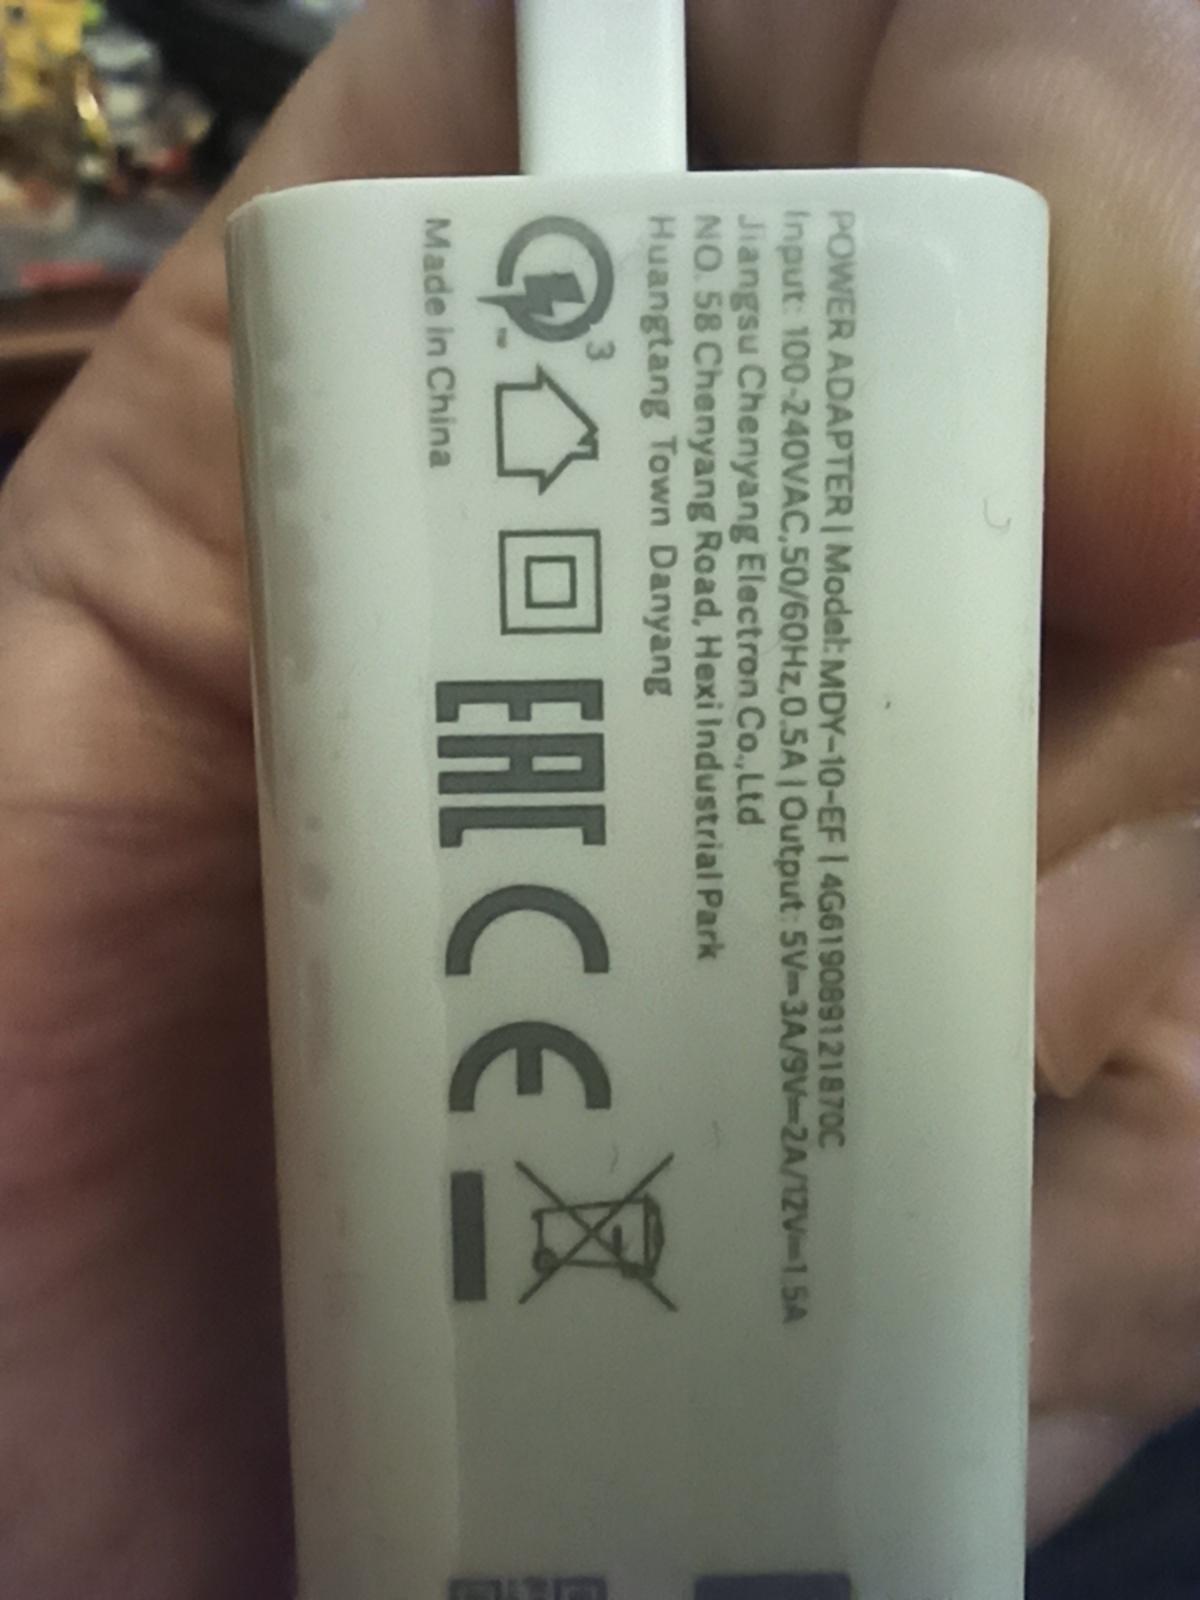 POWER ADAPTER | Model:MDY-10-EF | 4G619089121870C
Input: 100-240VAC,50/60Hz,0.5A | Output: 5V⎓3A/9V⎓2A/12V⎓1.5A
Jiangsu Chenyang Electron Co.,Ltd
NO. 58 Chenyang Road, Hexi Industrial Park
Huangtang Town Danyang
3
EAC CE
Made in China